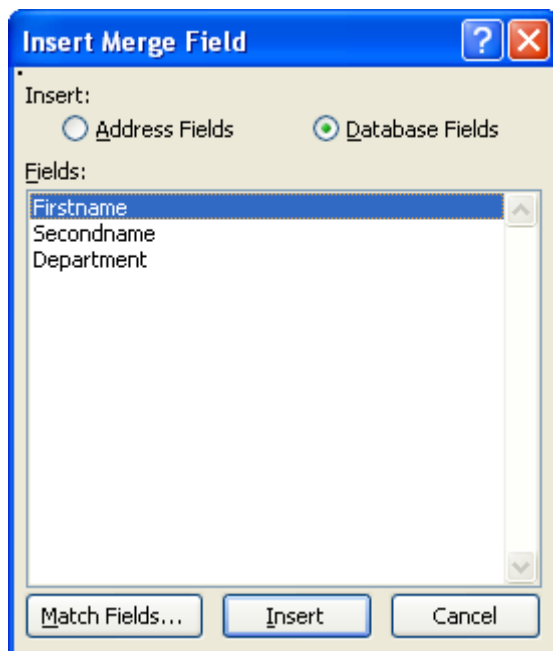 Insert Merge Field
Insert:
Address Fields Database Fields
Fields:
Firstname
Secondname
Department
Match Fields... Insert Cancel